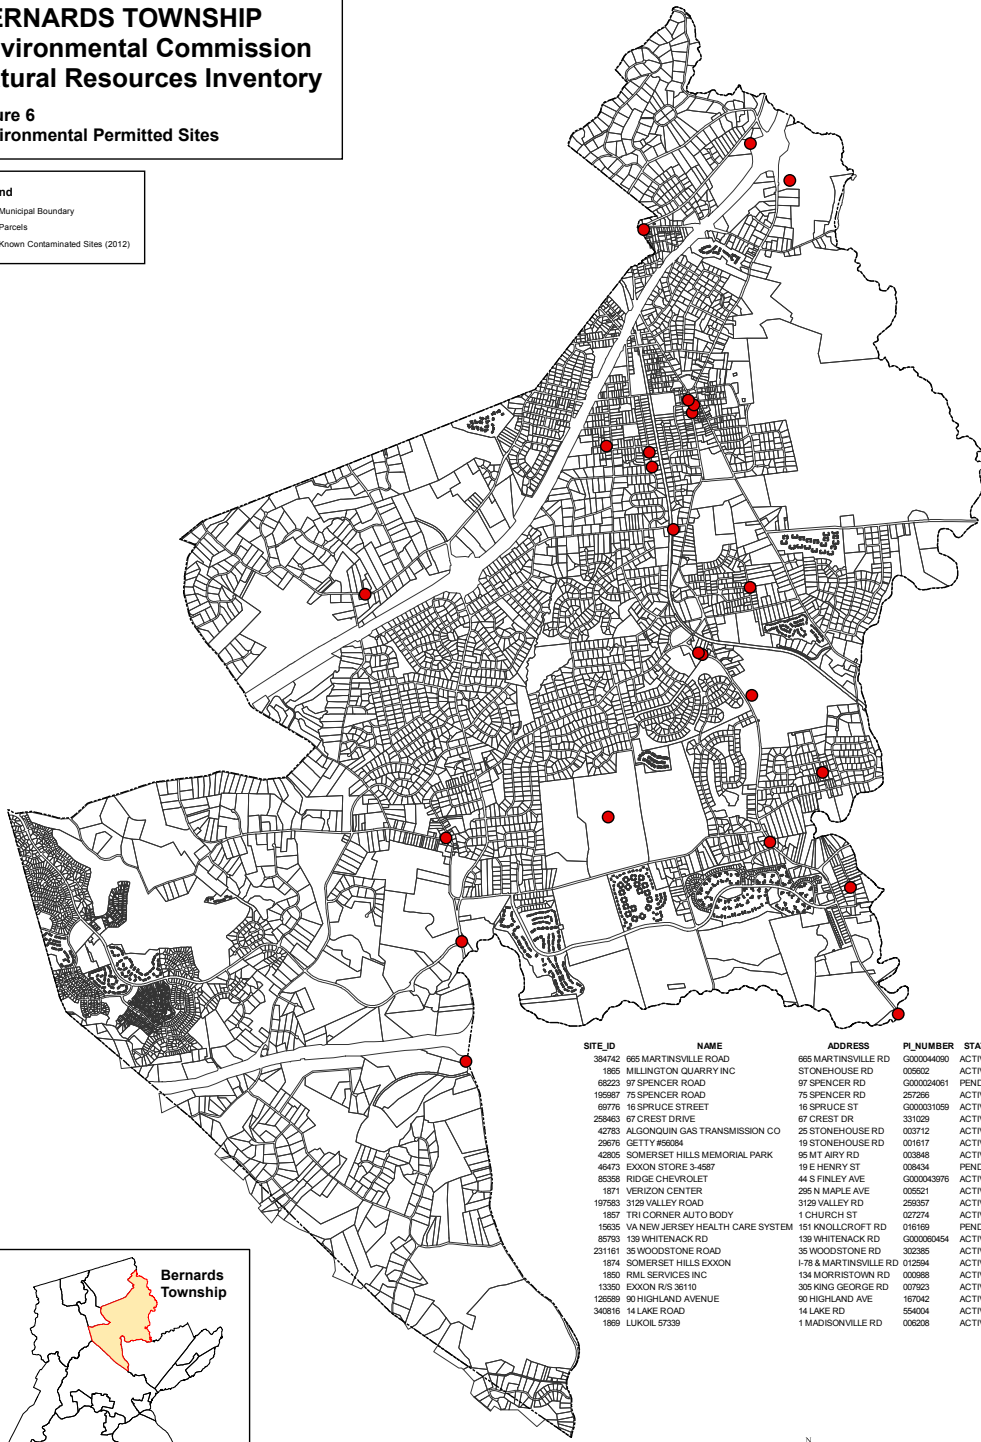 ERNARDS TOWNSHIP
vironmental Commission
tural Resources Inventory
ure 6
ironmental Permitted Sites
nd
Municipal Boundary
Parcels
Known Contaminated Sites (2012)
SITE_ID NAME ADDRESS PI_NUMBER STA
384742 665 MARTINSVILLE ROAD 665 MARTINSVILLE RD G000044090 ACTI
1865 MILLINGTON QUARRY INC STONEHOUSE RD 005602 ACTI
68223 97 SPENCER ROAD 97 SPENCER RD G000024061 PEND
195987 75 SPENCER ROAD 75 SPENCER RD 257266 ACTI
69776 16 SPRUCE STREET 16 SPRUCE ST G000031059 ACTI
258463 67 CREST DRIVE 67 CREST DR 331029 ACTI
42783 ALGONQUIN GAS TRANSMISSION CO 25 STONEHOUSE RD 003712 ACTI
29676 GETTY #56084 19 STONEHOUSE RD 001617 ACTI
42805 SOMERSET HILLS MEMORIAL PARK 95 MT AIRY RD 003848 ACTI
46473 EXXON STORE 3-4587 19 E HENRY ST 008434 PEND
85358 RIDGE CHEVROLET 44 S FINLEY AVE G000043976 ACTI
1871 VERIZON CENTER 295 N MAPLE AVE 005521 ACTI
197583 3129 VALLEY ROAD 3129 VALLEY RD 259357 ACTI
1857 TRI CORNER AUTO BODY 1 CHURCH ST 027274 ACTI
15635 VA NEW JERSEY HEALTH CARE SYSTEM 151 KNOLLCROFT RD 016169 PEND
85793 139 WHITENACK RD 139 WHITENACK RD G000060454 ACTI
231161 35 WOODSTONE ROAD 35 WOODSTONE RD 302385 ACTI
1874 SOMERSET HILLS EXXON I-78 & MARTINSVILLE RD 012594 ACTI
1850 RML SERVICES INC 134 MORRISTOWN RD 000988 ACTI
13350 EXXON R/S 36110 305 KING GEORGE RD 007923 ACTI
126589 90 HIGHLAND AVENUE 90 HIGHLAND AVE 167042 ACTI
340816 14 LAKE ROAD 14 LAKE RD 554004 ACTI
1869 LUKOIL 57339 1 MADISONVILLE RD 006208 ACTI
Bernards
Township
N